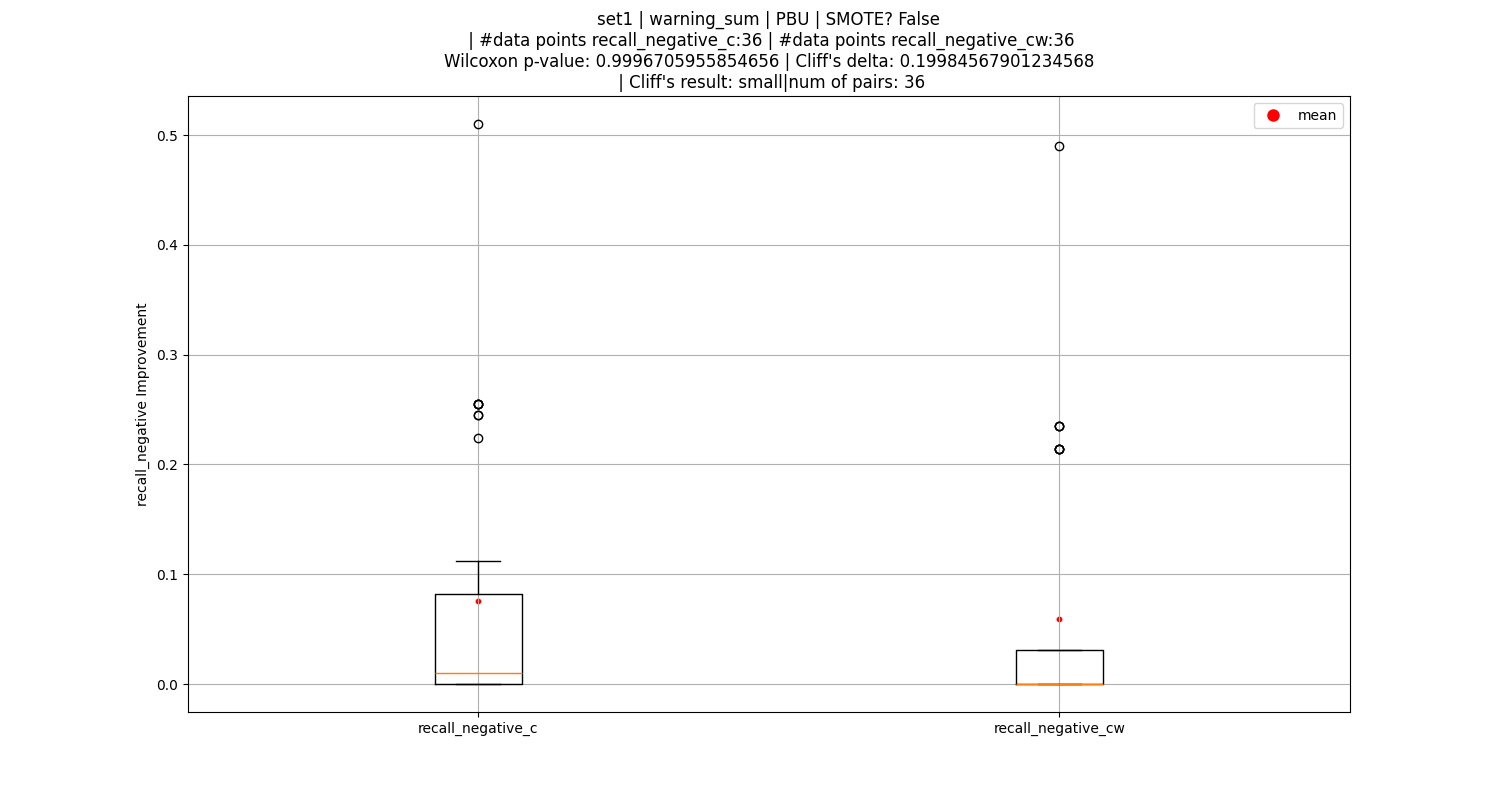 set1 | warning_sum | PBU | SMOTE? False
| #data points recall_negative_c:36 | #data points recall_negative_cw:36
Wilcoxon p-value: 0.9996705955854656 | Cliff's delta: 0.19984567901234568
| Cliff's result: small|num of pairs: 36
mean
0.5
0.4
0.3
0.2
0.1
0.0
recall_negative Improvement
recall_negative_c
recall_negative_cw